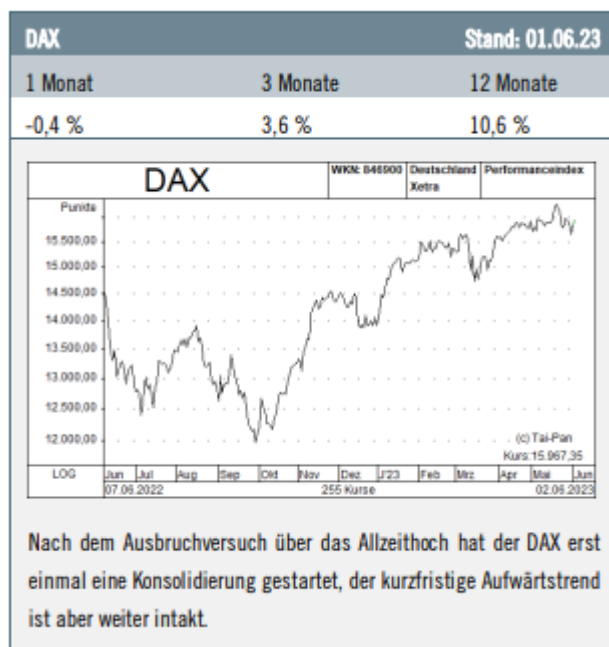 DAX Stand: 01.06.23
1 Monat 3 Monate 12 Monate
-0,4 % 3,6 % 10,6 %
DAX WKN: 846900 Deutschland Performanceindex
Xetra
Punkte
15.500,00
15.000,00
14.500,00
14.000,00
13.500,00
13.000,00
12.500,00
12.000,00
(c) Tai-Pan
Kurs:15.967,35
LOG Jun Jul Aug Sep Okt Nov Dez J'23 Feb Mrz Apr Mai Jun
07.06.2022 255 Kurse 02.06.2023
Nach dem Ausbruchversuch über das Allzeithoch hat der DAX erst
einmal eine Konsolidierung gestartet, der kurzfristige Aufwärtstrend
ist aber weiter intakt.